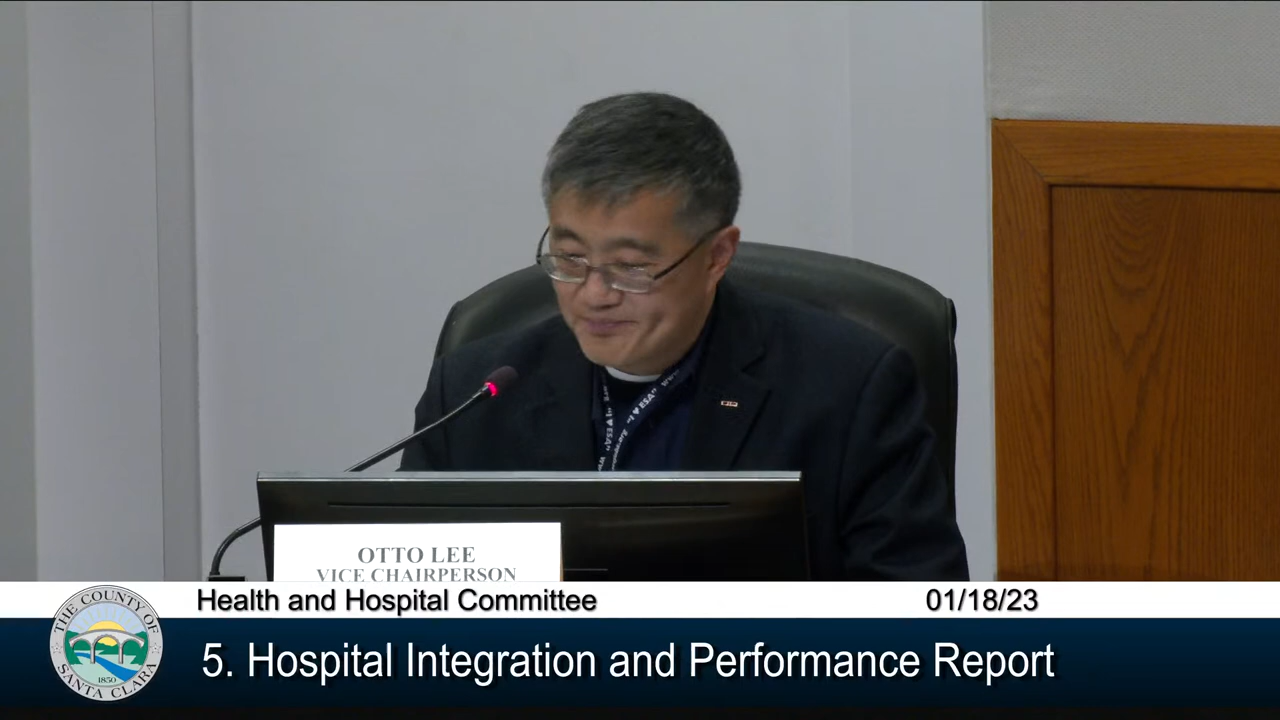 "I ♥ ESA"
OTTO LEE
VICE CHAIRPERSON
Health and Hospital Committee
01/18/23
THE COUNTY OF
SANTA CLARA
1850
5. Hospital Integration and Performance Report